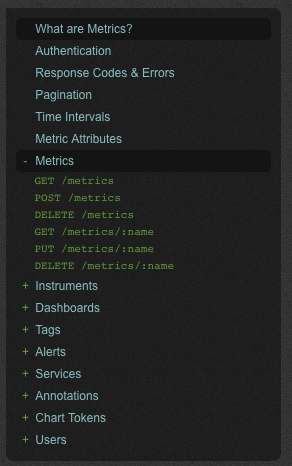 What are Metrics?
Authentication
Response Codes & Errors
Pagination
Time Intervals
Metric Attributes
- Metrics
GET /metrics
POST /metrics
DELETE /metrics
GET /metrics/:name
PUT /metrics/:name
DELETE /metrics/:name
+ Instruments
+ Dashboards
+ Tags
+ Alerts
+ Services
+ Annotations
+ Chart Tokens
+ Users